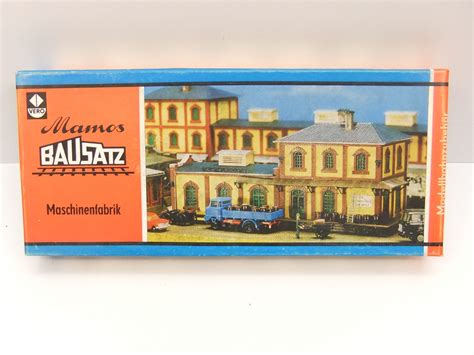 VERO
Mamos
BAUSATZ
Maschinenfabrik
Modellbahnzubehör